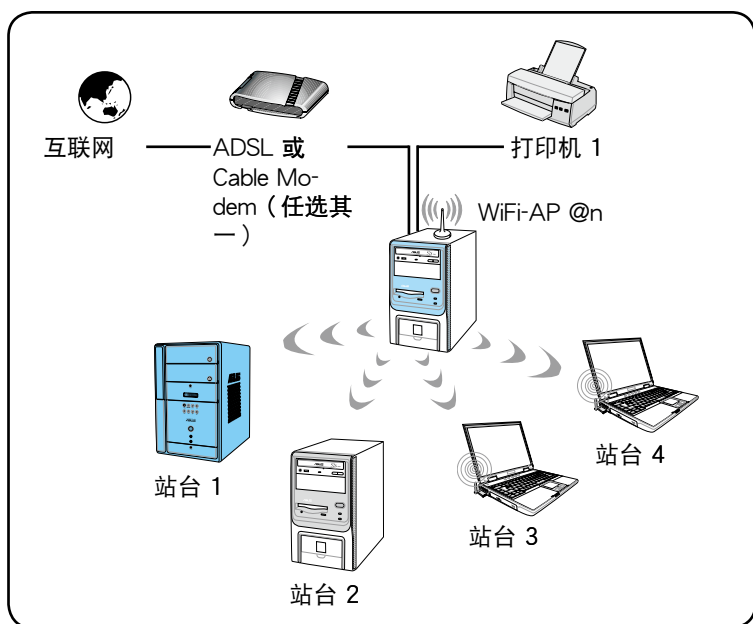 互联网
ADSL 或
Cable Mo-
dem（任选其
一）
打印机 1
WiFi-AP @n
站台 1
站台 2
站台 3
站台 4